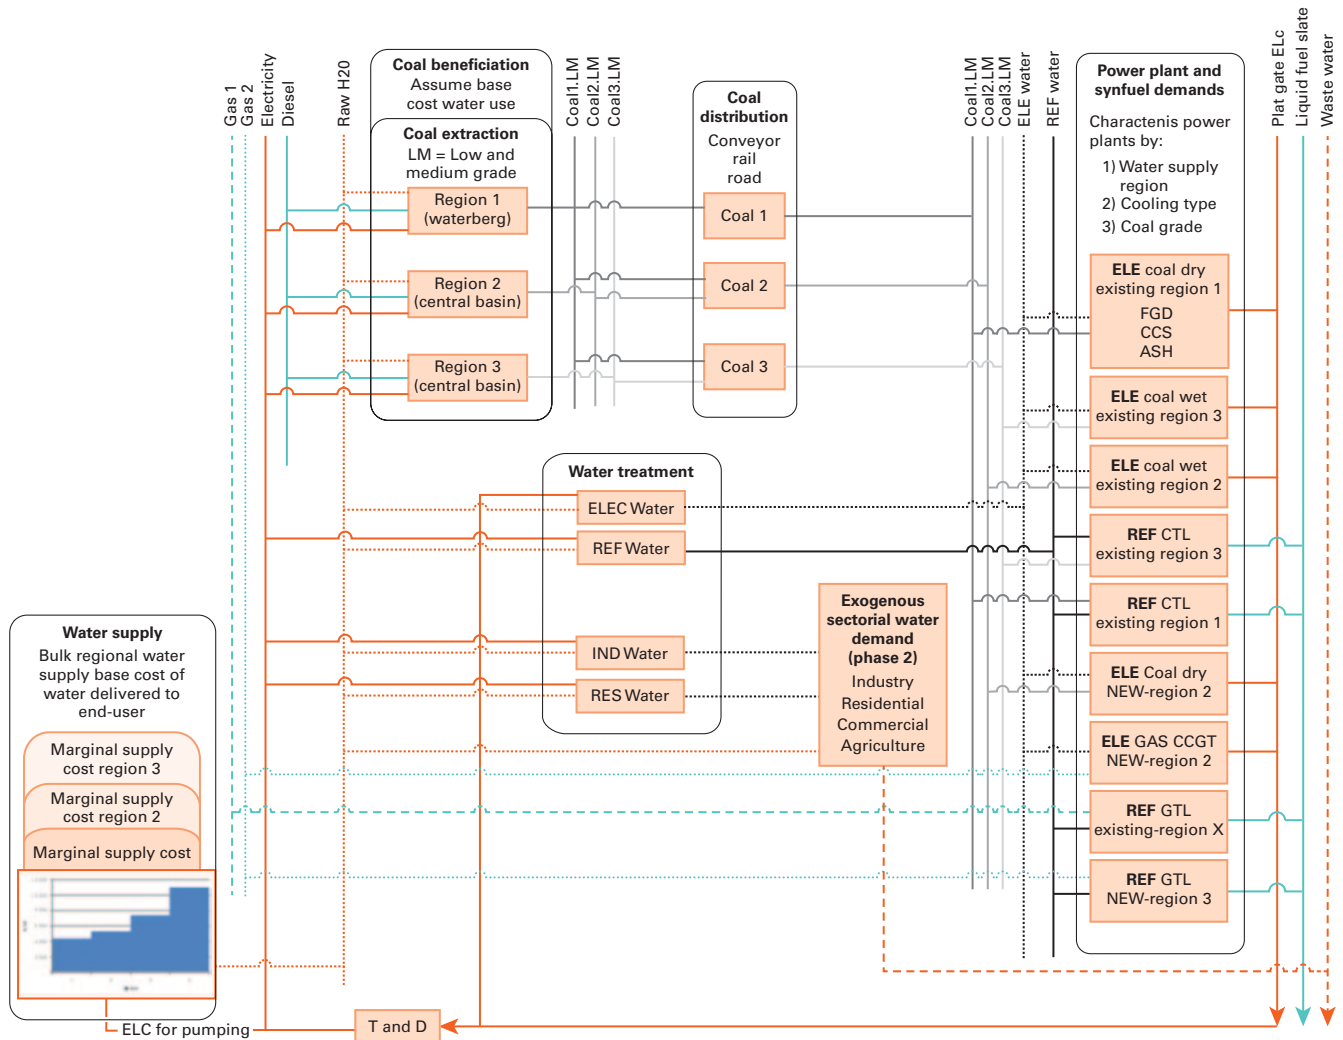 Gas 1
Gas 2
Electricity
Diesel
Raw H20
Coal beneficiation
Assume base
cost water use
Coal extraction
LM = Low and
medium grade
Region 1
(waterberg)
Region 2
(central basin)
Region 3
(central basin)
Coal1.LM
Coal2.LM
Coal3.LM
Coal
distribution
Conveyor
rail
road
Coal 1
Coal 2
Coal 3
Coal1.LM
Coal2.LM
Coal3.LM
ELE water
REF water
Power plant and
synfuel demands
Charactenis power
plants by:
1) Water supply
region
2) Cooling type
3) Coal grade
ELE coal dry
existing region 1
FGD
CCS
ASH
ELE coal wet
existing region 3
ELE coal wet
existing region 2
REF CTL
existing region 3
REF CTL
existing region 1
ELE Coal dry
NEW-region 2
ELE GAS CCGT
NEW-region 2
REF GTL
existing-region X
REF GTL
NEW-region 3
Plat gate ELc
Liquid fuel slate
Waste water
Water treatment
ELEC Water
REF Water
IND Water
RES Water
Exogenous
sectorial water
demand
(phase 2)
Industry
Residential
Commercial
Agriculture
Water supply
Bulk regional water
supply base cost of
water delivered to
end-user
Marginal supply
cost region 3
Marginal supply
cost region 2
Marginal supply cost
ELC for pumping
T and D